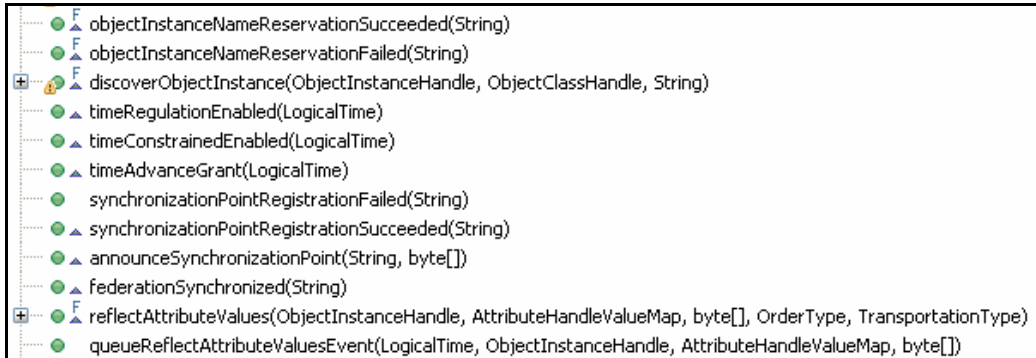 F objectInstanceNameReservationSucceeded(String)
F objectInstanceNameReservationFailed(String)
F discoverObjectInstance(ObjectInstanceHandle, ObjectClassHandle, String)
timeRegulationEnabled(LogicalTime)
timeConstrainedEnabled(LogicalTime)
timeAdvanceGrant(LogicalTime)
synchronizationPointRegistrationFailed(String)
synchronizationPointRegistrationSucceeded(String)
announceSynchronizationPoint(String, byte[])
federationSynchronized(String)
F reflectAttributeValues(ObjectInstanceHandle, AttributeHandleValueMap, byte[], OrderType, TransportationType)
queueReflectAttributeValuesEvent(LogicalTime, ObjectInstanceHandle, AttributeHandleValueMap, byte[])